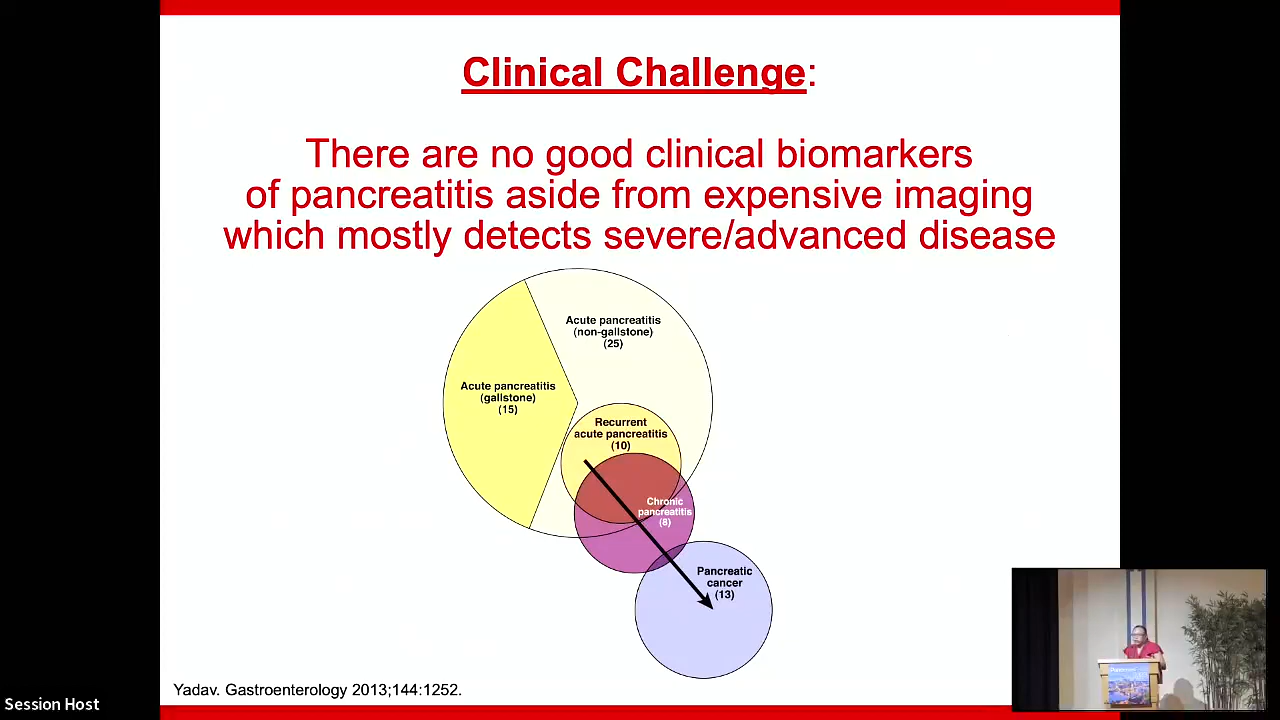 Clinical Challenge:
There are no good clinical biomarkers
of pancreatitis aside from expensive imaging
which mostly detects severe/advanced disease
Acute pancreatitis
(non-gallstone)
(25)
Acute pancreatitis
(gallstone)
(15)
Recurrent
acute pancreatitis
(10)
Chronic
pancreatitis
(8)
Pancreatic
cancer
(13)
Yadav. Gastroenterology 2013;144:1252.
Session Host